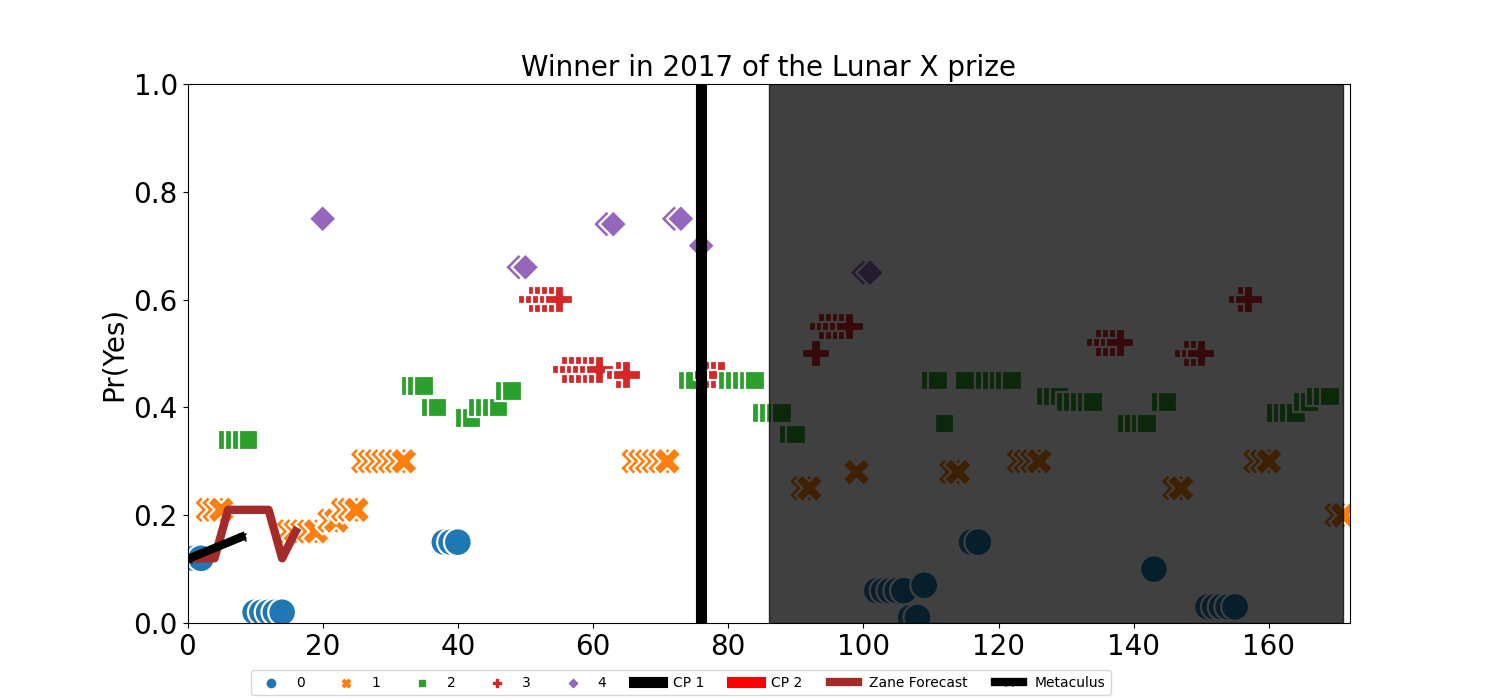 Winner in 2017 of the Lunar X prize
Pr(Yes)
1.0
0.8
0.6
0.4
0.2
0.0
0 20 40 60 80 100 120 140 160
0 1 2 3 4 CP 1 CP 2 Zane Forecast Metaculus